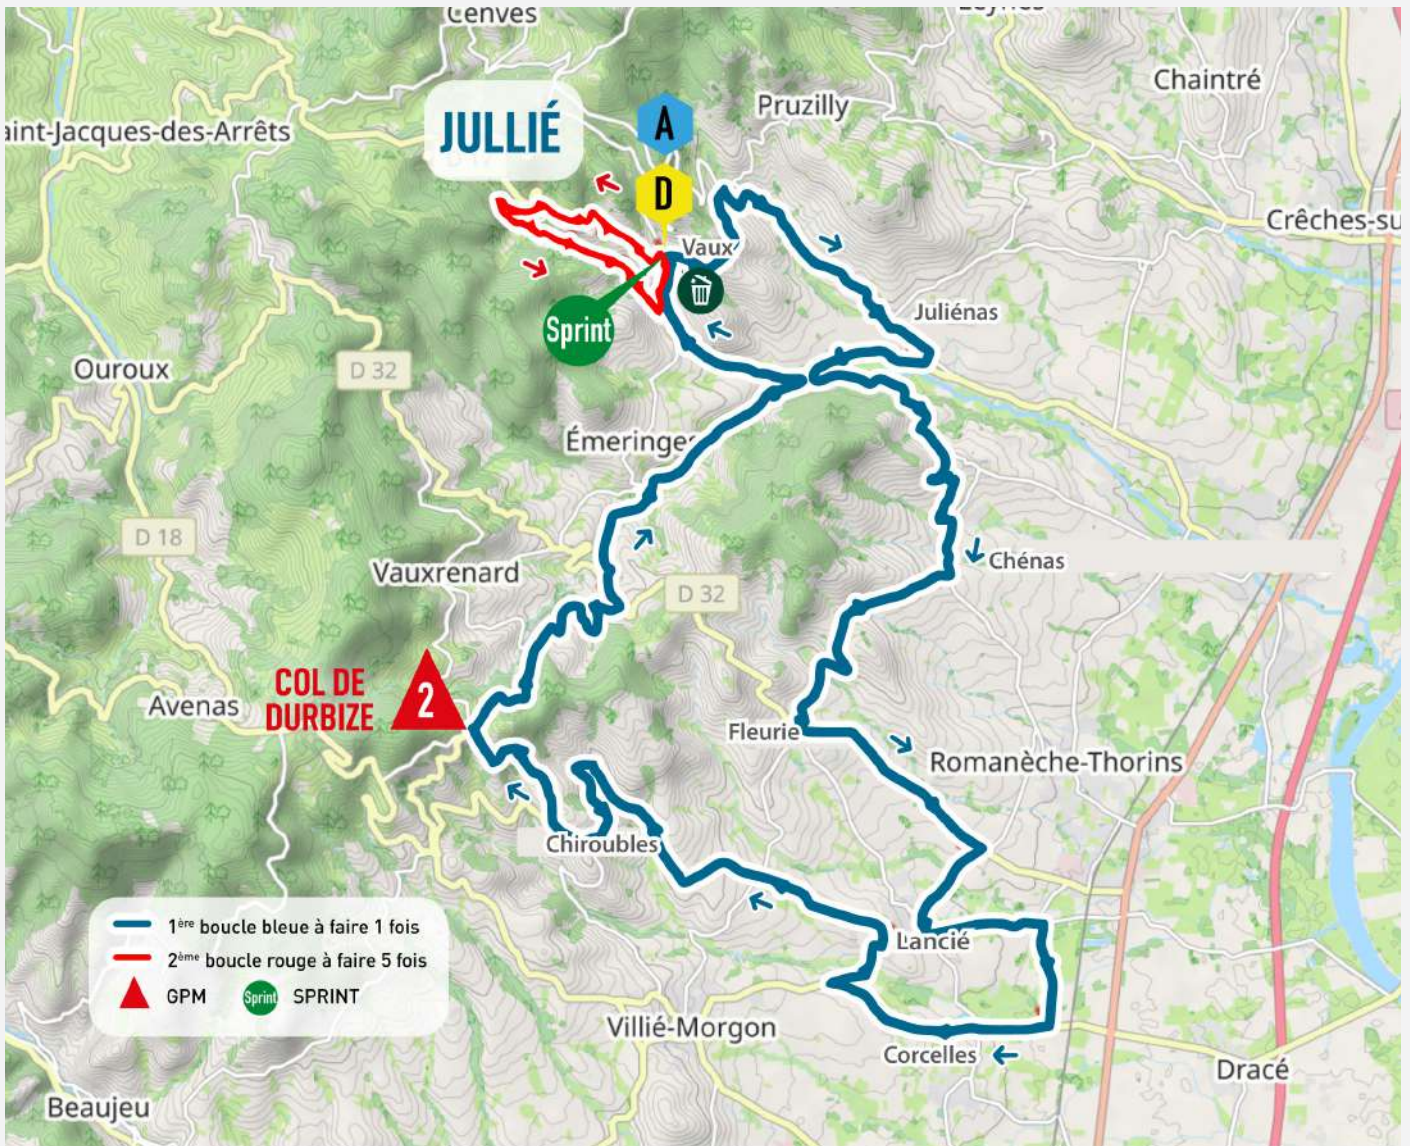 Cenves
Leynes
Chaintré
Pruzilly
JULLIÉ
A
aint-Jacques-des-Arrêts
D
Crêches-su
Vaux
Juliénas
Sprint
Ouroux
D 32
Émeringes
D 18
Chénas
Vauxrenard
D 32
COL DE
DURBIZE
2
Avenas
Fleurie
Romanèche-Thorins
Chiroubles
1ère boucle bleue à faire 1 fois
Lancié
2ème boucle rouge à faire 5 fois
GPM
Sprint
SPRINT
Villié-Morgon
Corcelles
Dracé
Beaujeu